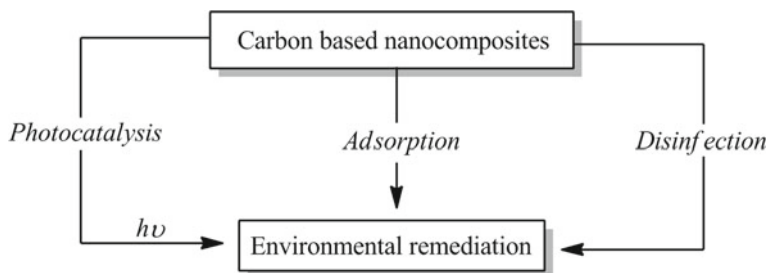 Carbon based nanocomposites
Photocatalysis
Adsorption
Disinfection
hυ
Environmental remediation